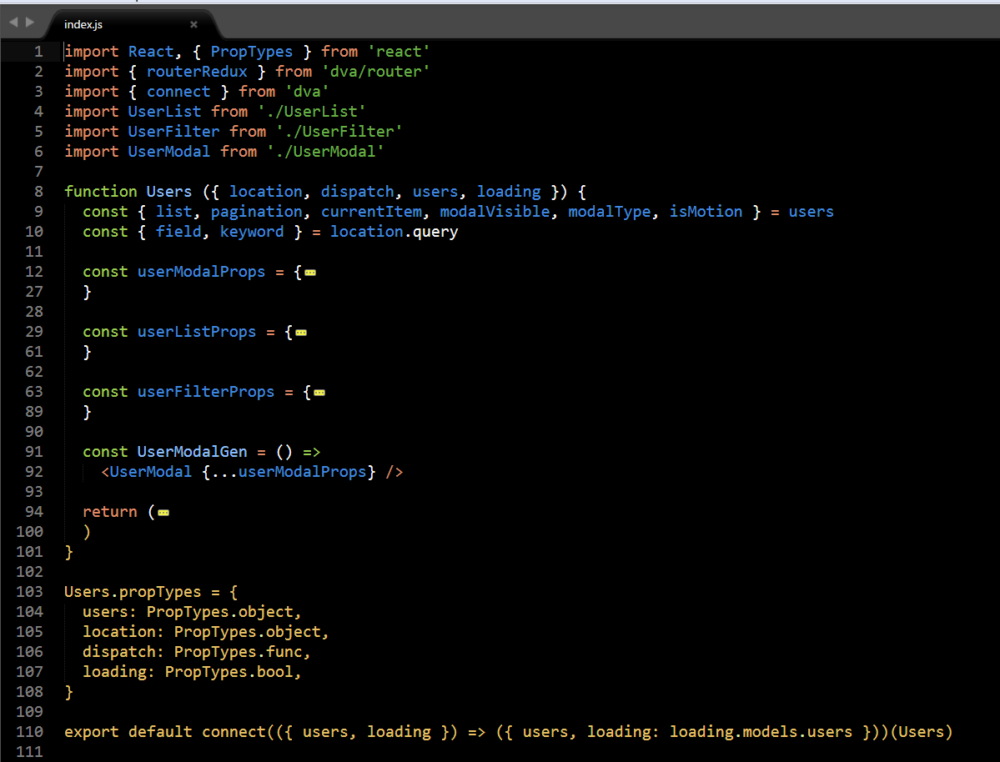 index.js ×
1 import React, { PropTypes } from 'react'
2 import { routerRedux } from 'dva/router'
3 import { connect } from 'dva'
4 import UserList from './UserList'
5 import UserFilter from './UserFilter'
6 import UserModal from './UserModal'
7
8 function Users ({ location, dispatch, users, loading }) {
9   const { list, pagination, currentItem, modalVisible, modalType, isMotion } = users
10   const { field, keyword } = location.query
11
12   const userModalProps = {…
27   }
28
29   const userListProps = {…
61   }
62
63   const userFilterProps = {…
89   }
90
91   const UserModalGen = () =>
92     <UserModal {...userModalProps} />
93
94   return (…
100   )
101 }
102
103 Users.propTypes = {
104   users: PropTypes.object,
105   location: PropTypes.object,
106   dispatch: PropTypes.func,
107   loading: PropTypes.bool,
108 }
109
110 export default connect(({ users, loading }) => ({ users, loading: loading.models.users }))(Users)
111